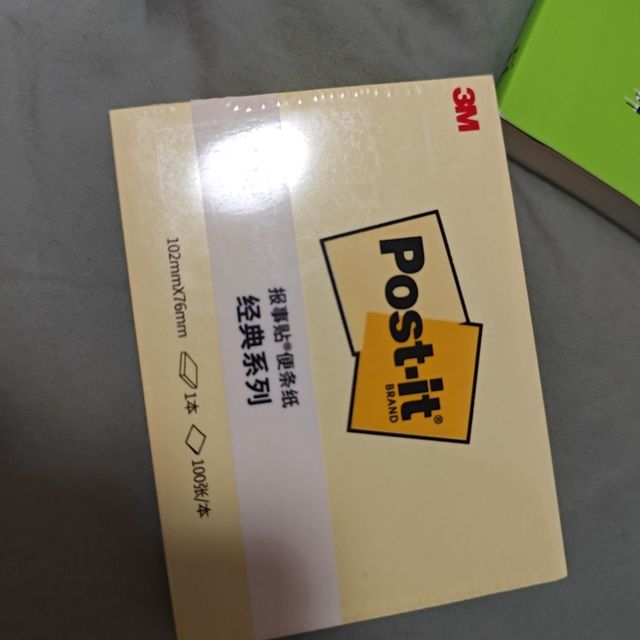 3M
Post-it®
BRAND
报事贴®便条纸
经典系列
102mmX76mm 1本 100张/本